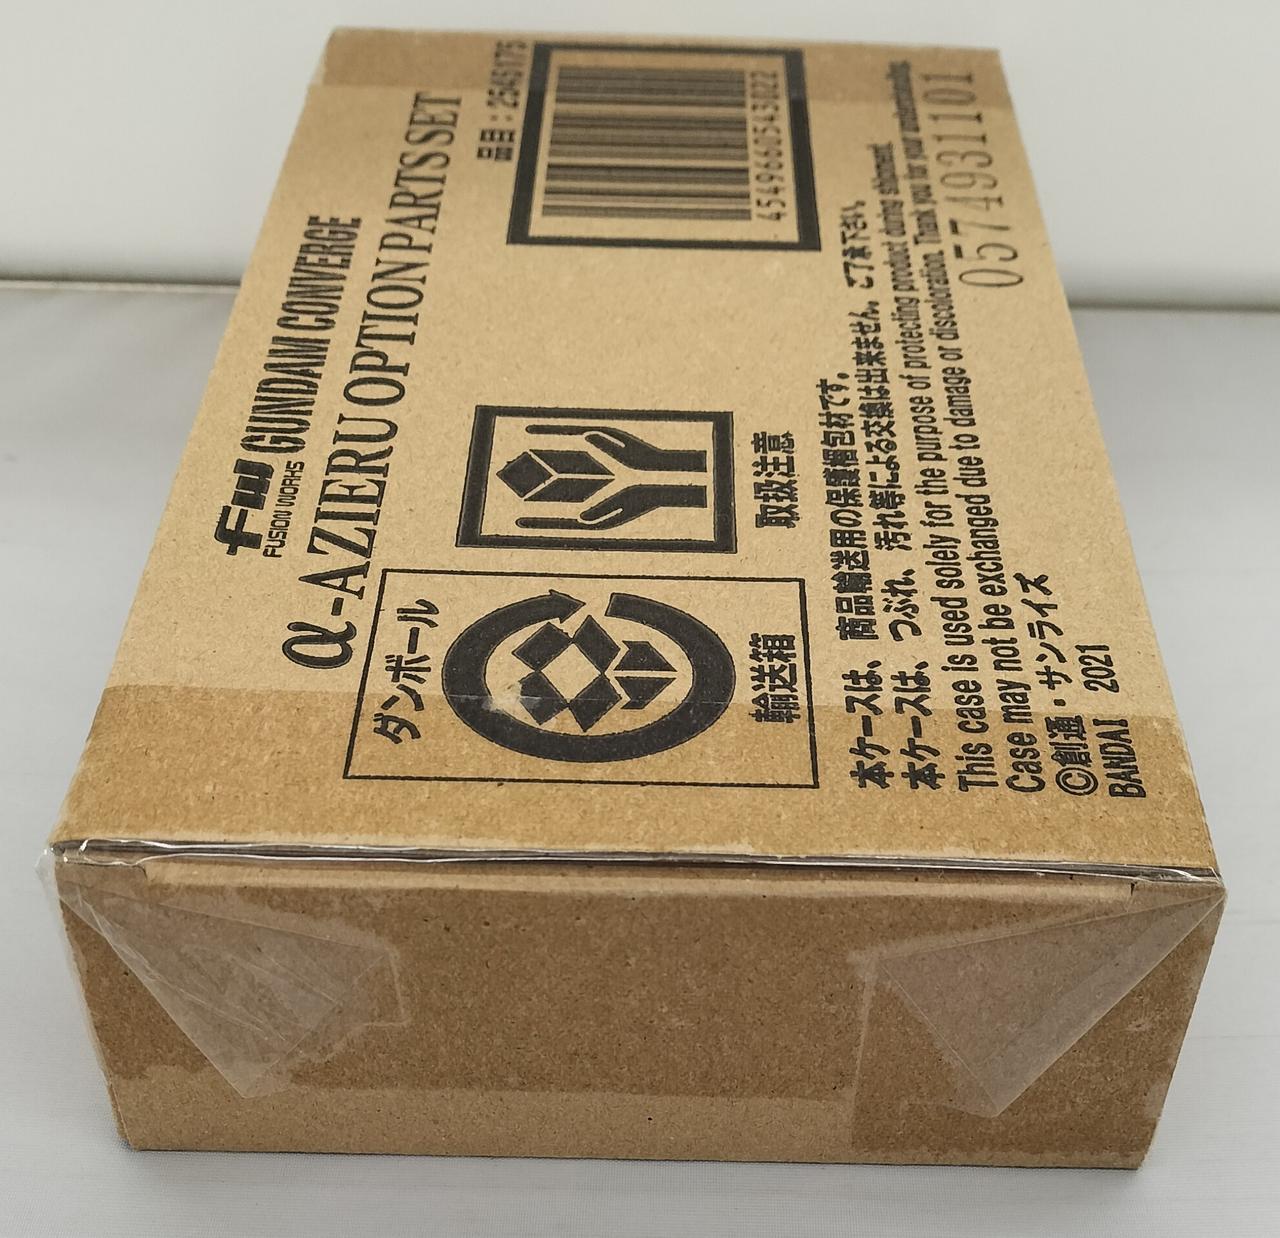 FW GUNDAM CONVERGE
FUSION WORKS
α-AZIERU OPTION PARTS SET
品目：2545175
4549660543022
ダンボール
輸送箱
取扱注意
本ケースは、商品輸送用の保護梱包材です。
本ケースは、つぶれ、汚れ等による交換は出来ません。ご了承下さい。
This case is used solely for the purpose of protecting product during shipment.
Case may not be exchanged due to damage or discoloration. Thank you for your understanding.
©創通・サンライズ
BANDAI 2021
0574931101